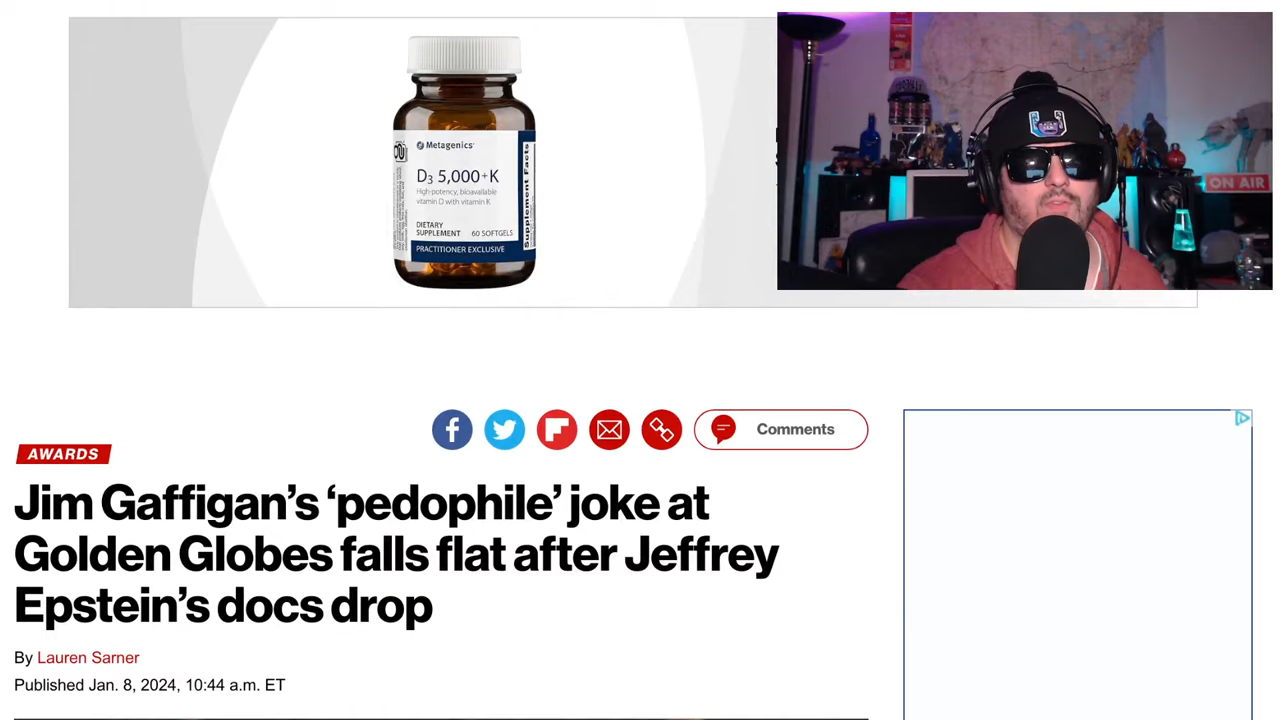 Metagenics
D3 5,000+K
High-potency, bioavailable
vitamin D with vitamin K
DIETARY
SUPPLEMENT 60 SOFTGELS
PRACTITIONER EXCLUSIVE
Supplement Facts
ON AIR
Comments
AWARDS
Jim Gaffigan’s ‘pedophile’ joke at
Golden Globes falls flat after Jeffrey
Epstein’s docs drop
By Lauren Sarner
Published Jan. 8, 2024, 10:44 a.m. ET